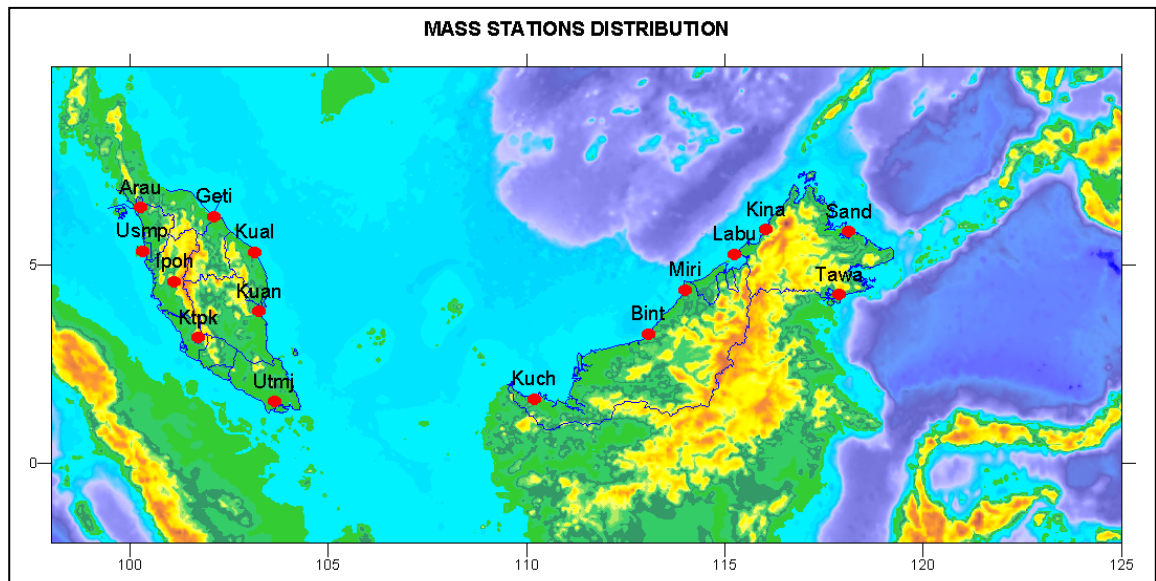 MASS STATIONS DISTRIBUTION
Arau
Geti
Usmp
Kual
Ipoh
Kuan
Ktpk
Utmj
Kina
Sand
Labu
Miri
Tawa
Bint
Kuch
5
0
100
105
110
115
120
125